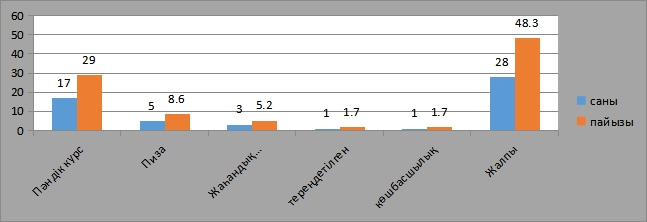 60
50
40
30
20
10
0
17
29
5
8.6
3
5.2
1
1.7
1
1.7
28
48.3
Пәндік курс
Пиза
Жаһандық...
тереңдетілген
көшбасшылық
Жалпы
саны
пайызы